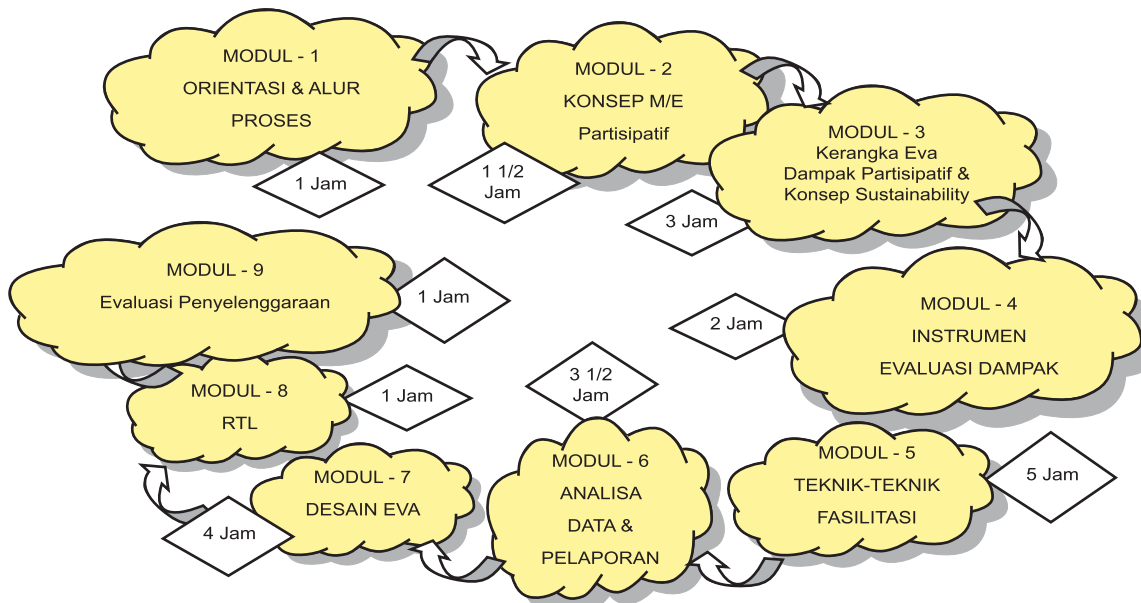 MODUL - 1
ORIENTASI & ALUR
PROSES
1 Jam
MODUL - 2
KONSEP M/E
Partisipatif
1 1/2
Jam
MODUL - 3
Kerangka Eva
Dampak Partisipatif &
Konsep Sustainability
3 Jam
MODUL - 4
INSTRUMEN
EVALUASI DAMPAK
2 Jam
MODUL - 5
TEKNIK-TEKNIK
FASILITASI
5 Jam
MODUL - 6
ANALISA
DATA &
PELAPORAN
3 1/2
Jam
MODUL - 7
DESAIN EVA
4 Jam
MODUL - 8
RTL
1 Jam
MODUL - 9
Evaluasi Penyelenggaraan
1 Jam